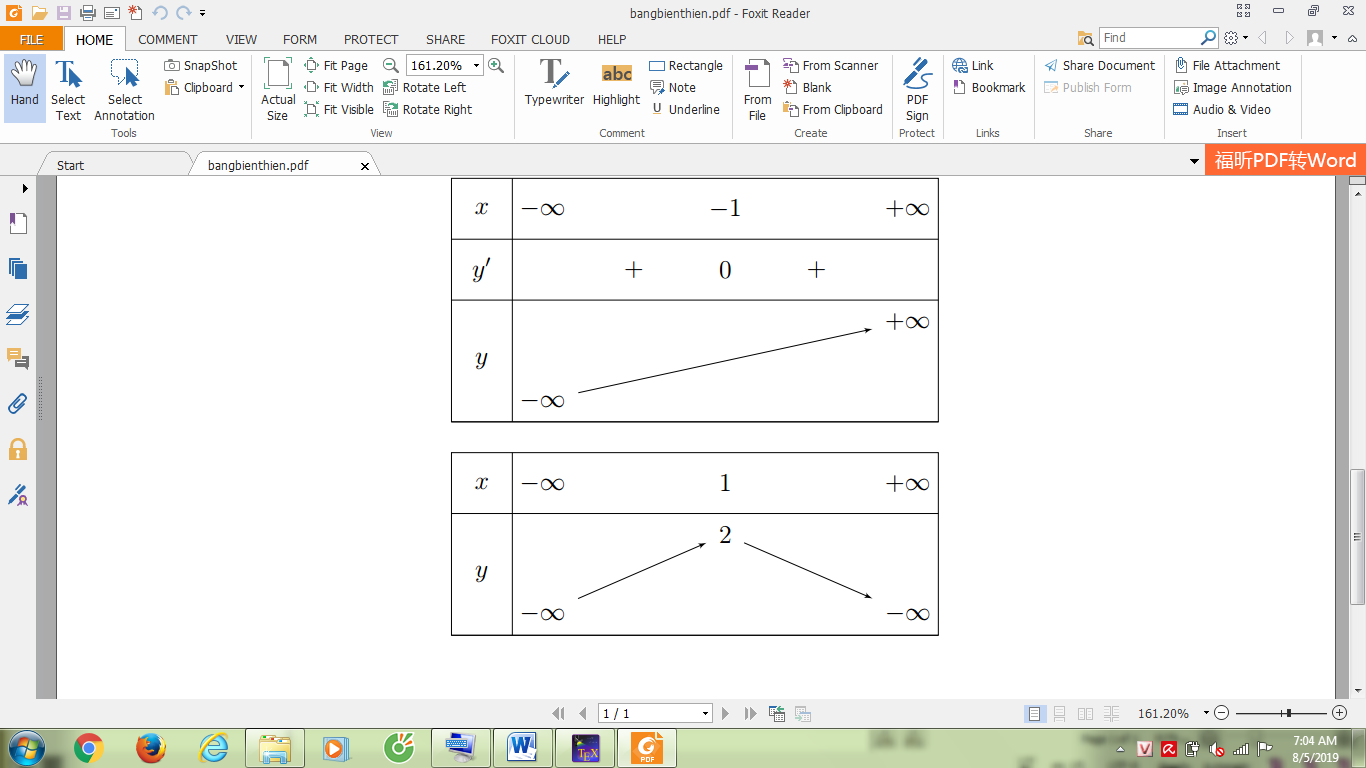 bangbienthien.pdf - Foxit Reader
FILE HOME COMMENT VIEW FORM PROTECT SHARE FOXIT CLOUD HELP Find
Hand
Select Text
Select Annotation
SnapShot
Clipboard
Tools
Actual Size
Fit Page
Fit Width
Fit Visible
161.20%
Rotate Left
Rotate Right
View
Typewriter
abc
Highlight
Rectangle
Note
U Underline
Comment
From File
From Scanner
Blank
From Clipboard
Create
PDF Sign
Protect
Link
Bookmark
Links
Share Document
Publish Form
Share
File Attachment
Image Annotation
Audio & Video
Insert
Start bangbienthien.pdf 福昕PDF转Word
x −∞ −1 +∞
y′ + 0 +
+∞
y
−∞
x −∞ 1 +∞
2
y
−∞ −∞
1 / 1 161.20%
W TEX PDF V
7:04 AM
8/5/2019